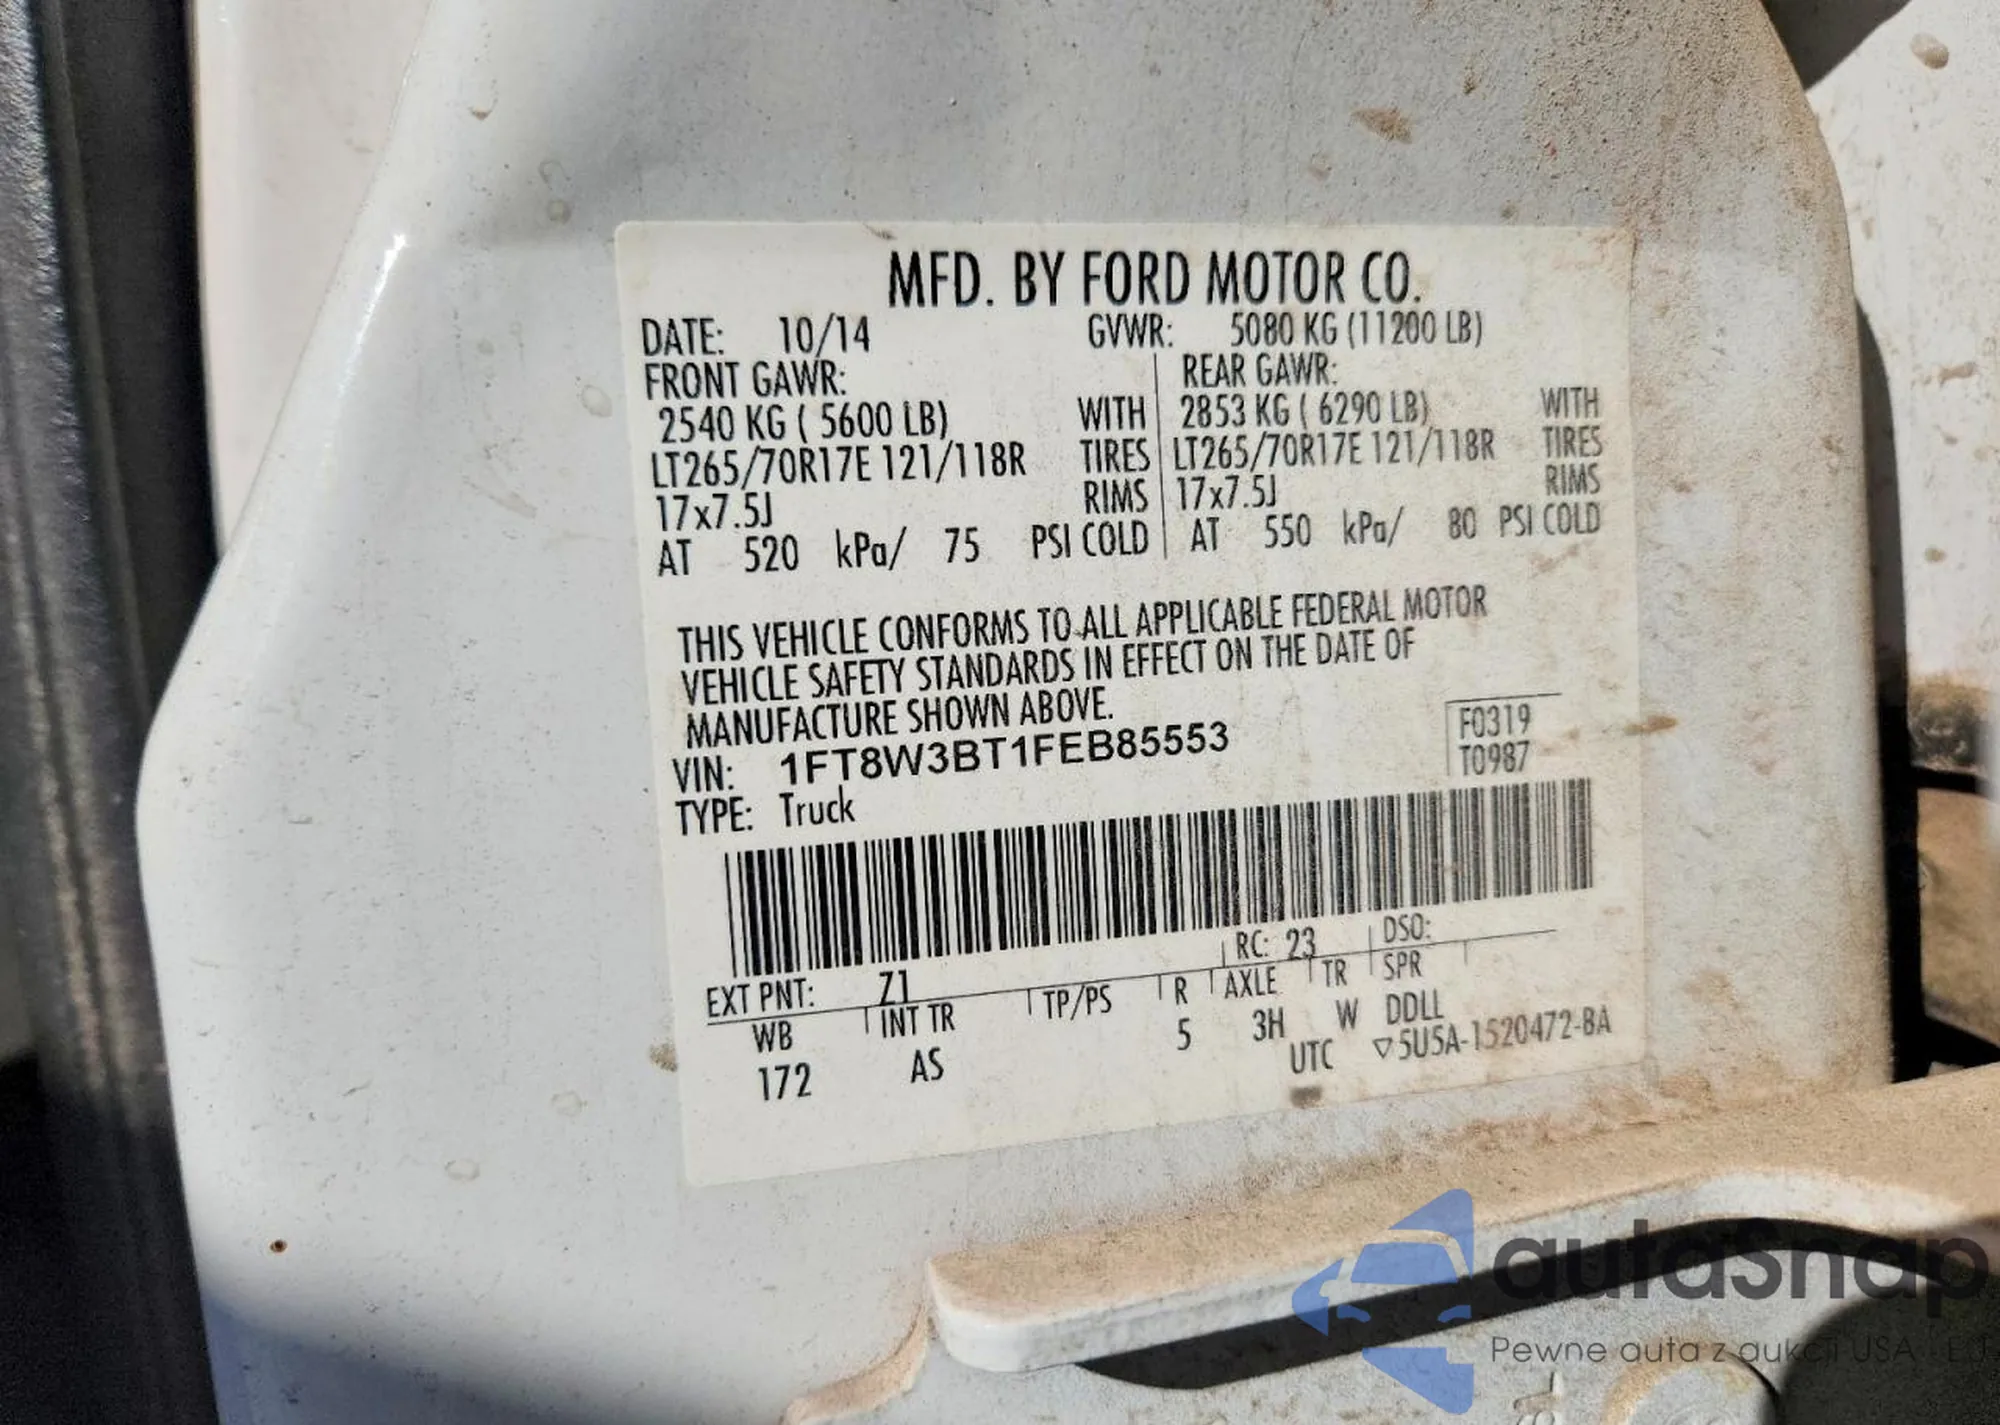 MFD. BY FORD MOTOR CO.
DATE: 10/14 GVWR: 5080 KG (11200 LB)
FRONT GAWR: REAR GAWR:
2540 KG ( 5600 LB) WITH 2853 KG ( 6290 LB) WITH
LT265/70R17E 121/118R TIRES LT265/70R17E 121/118R TIRES
17x7.5J RIMS 17x7.5J RIMS
AT 520 kPa/ 75 PSI COLD AT 550 kPa/ 80 PSI COLD
THIS VEHICLE CONFORMS TO ALL APPLICABLE FEDERAL MOTOR
VEHICLE SAFETY STANDARDS IN EFFECT ON THE DATE OF
MANUFACTURE SHOWN ABOVE.
F0319
VIN: 1FT8W3BT1FEB85553 T0987
TYPE: Truck
RC: 23 DSO:
EXT PNT: Z1
WB INT TR TP/PS R AXLE TR SPR
172 AS 5 3H W DDLL
UTC ▽5U5A-1520472-BA
autasnap
Pewne auta z aukcji USA i EU